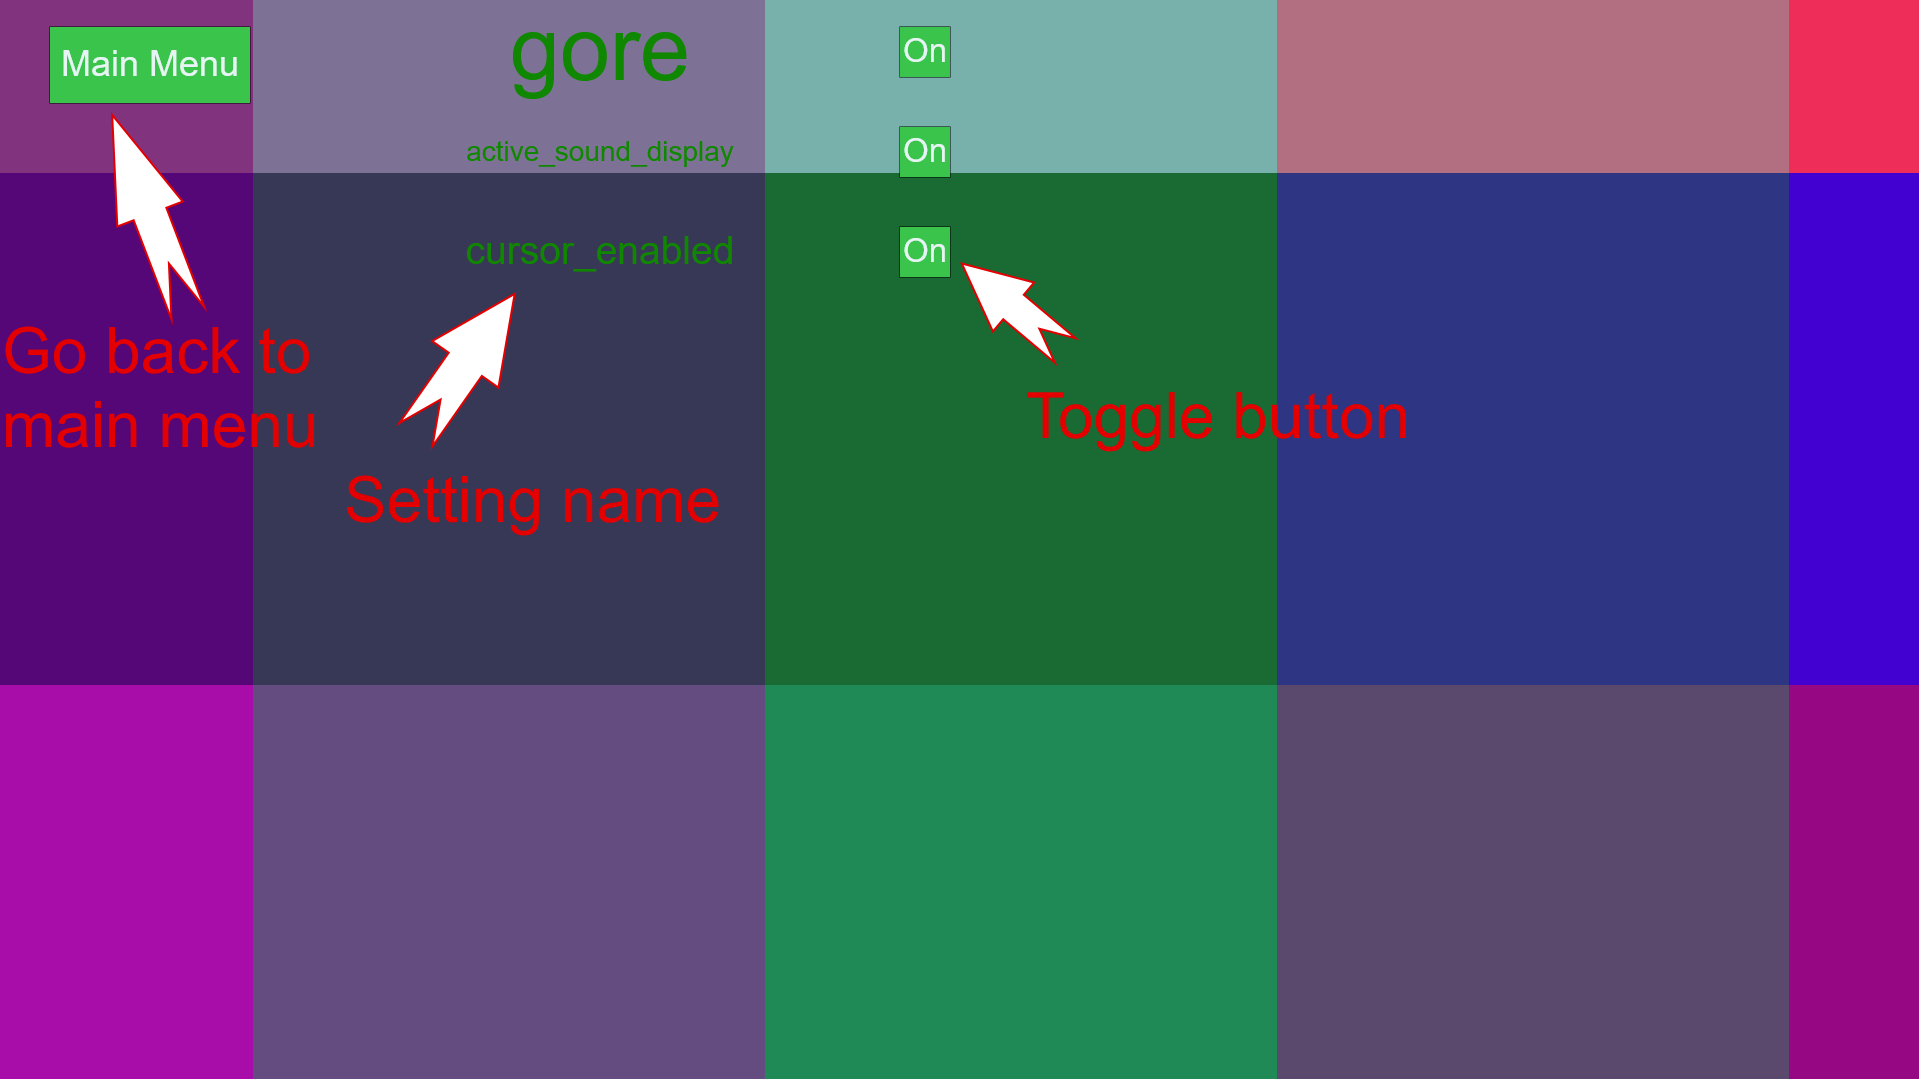 Main Menu
gore
On
active_sound_display
On
cursor_enabled
On
Go back to
main menu
Setting name
Toggle button